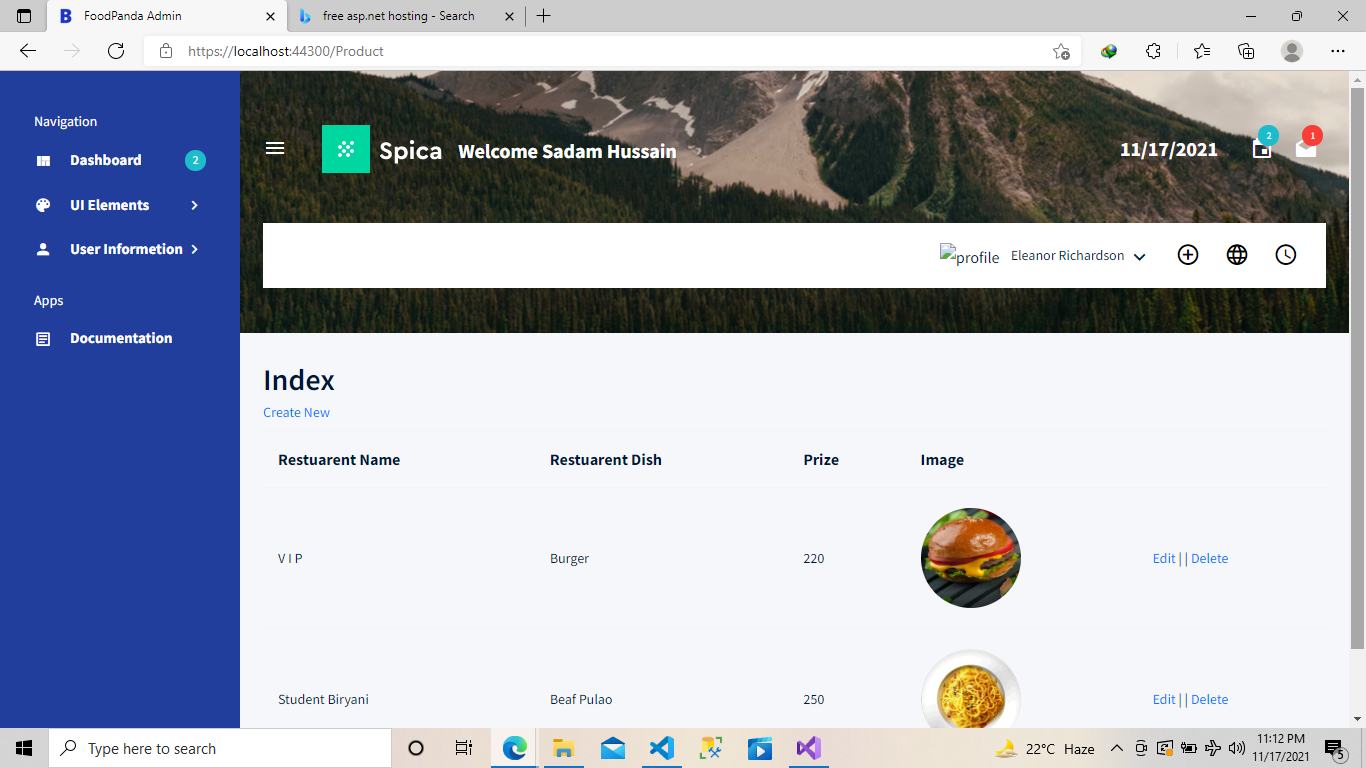 FoodPanda Admin
free asp.net hosting - Search
https://localhost:44300/Product
Navigation
Dashboard 2
UI Elements
User Informetion
Apps
Documentation
Spica Welcome Sadam Hussain
11/17/2021 2 1
profile Eleanor Richardson
Index
Create New
Restuarent Name Restuarent Dish Prize Image
V I P Burger 220 Edit | | Delete
Student Biryani Beaf Pulao 250 Edit | | Delete
Type here to search
22°C Haze
11:12 PM
11/17/2021
5